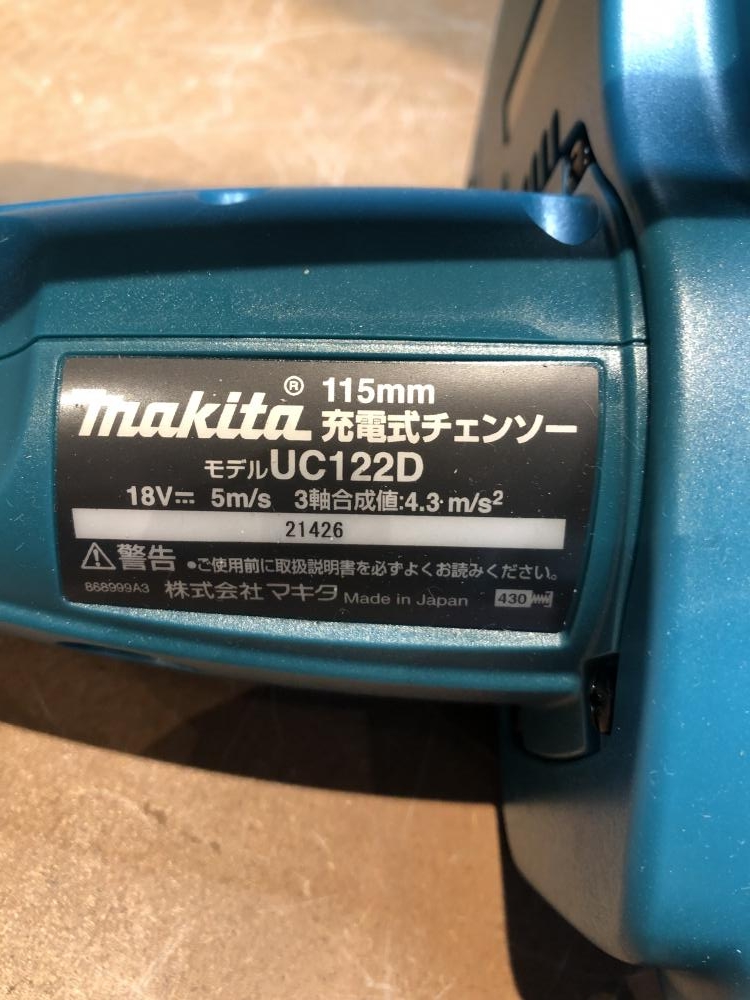 makita® 115mm
充電式チェンソー
モデルUC122D
18V⎓ 5m/s 3軸合成値:4.3 m/s²
21426
⚠警告 ●ご使用前に取扱説明書を必ずよくお読みください。
868999A3 株式会社マキタ Made in Japan 430